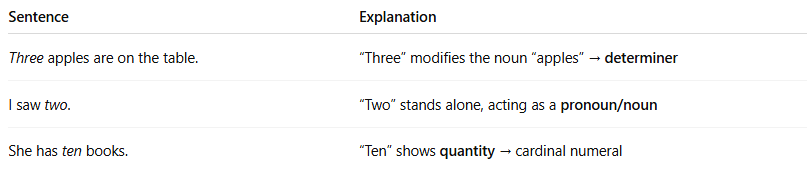 Sentence Explanation
Three apples are on the table. “Three” modifies the noun “apples” → determiner
I saw two. “Two” stands alone, acting as a pronoun/noun
She has ten books. “Ten” shows quantity → cardinal numeral